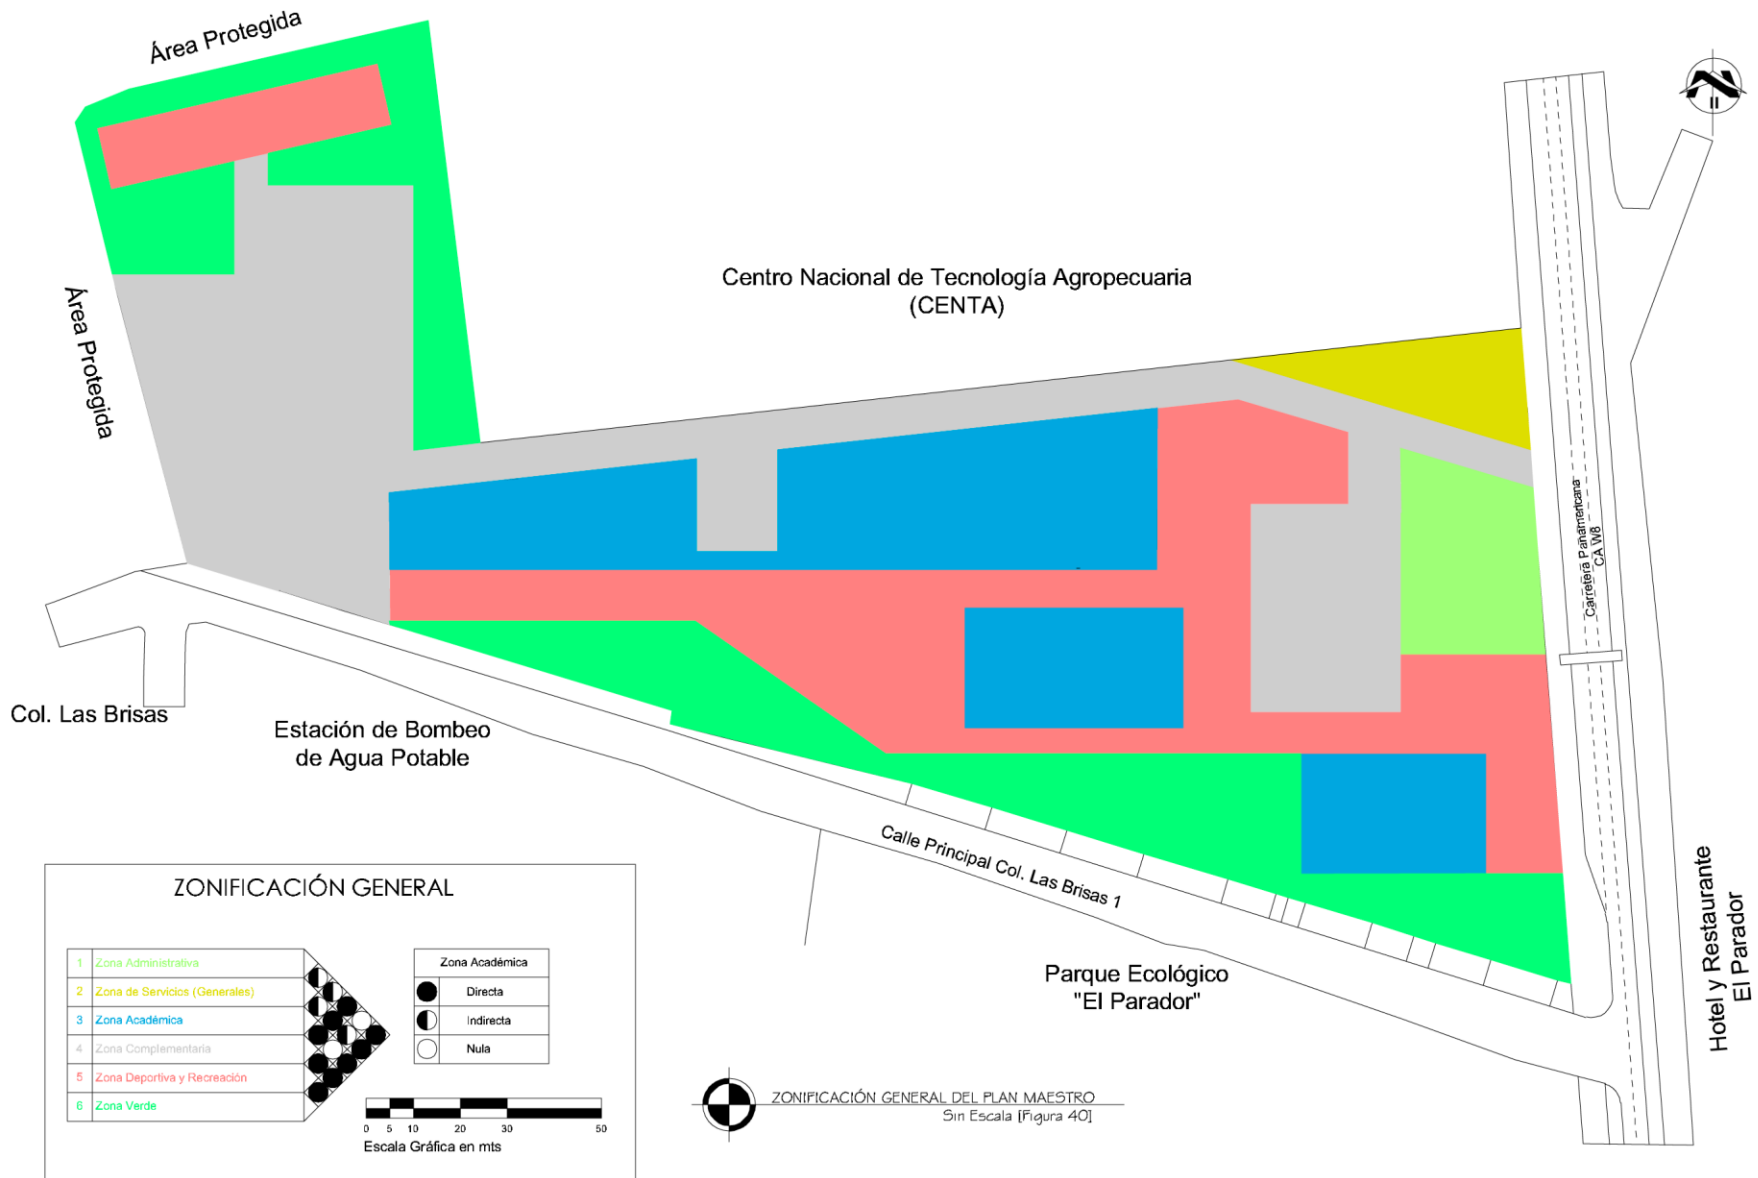 Área Protegida
Centro Nacional de Tecnología Agropecuaria
(CENTA)
Área Protegida
Carretera Panamericana
CA W8
Col. Las Brisas
Estación de Bombeo
de Agua Potable
Calle Principal Col. Las Brisas 1
Parque Ecológico
"El Parador"
Hotel y Restaurante
El Parador
ZONIFICACIÓN GENERAL
1 Zona Administrativa
2 Zona de Servicios (Generales)
3 Zona Académica
4 Zona Complementaria
5 Zona Deportiva y Recreación
6 Zona Verde
Zona Académica
Directa
Indirecta
Nula
0 5 10 20 30 50
Escala Gráfica en mts
ZONIFICACIÓN GENERAL DEL PLAN MAESTRO
Sin Escala [Figura 40]